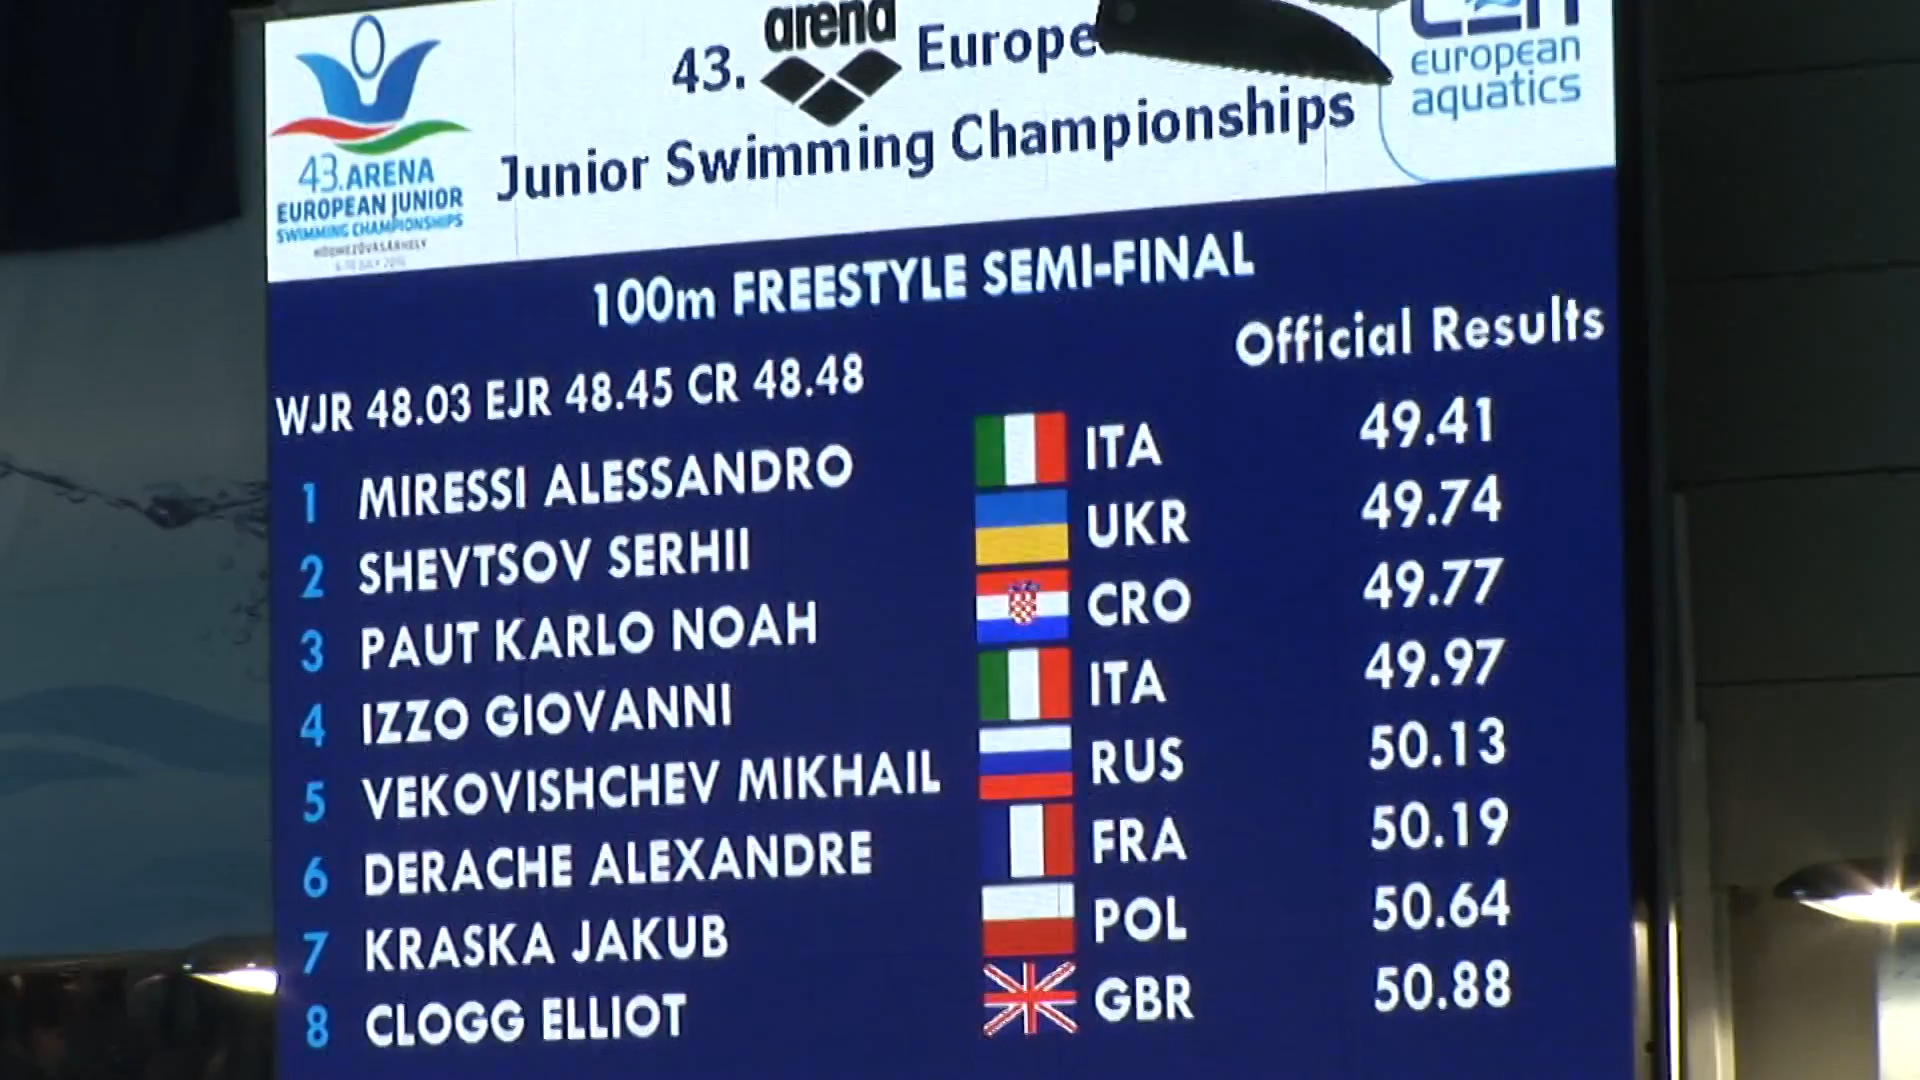 43. arena Europe
Junior Swimming Championships
43.ARENA
EUROPEAN JUNIOR
SWIMMING CHAMPIONSHIPS
HÓDMEZŐVÁSÁRHELY
european
aquatics
100m FREESTYLE SEMI-FINAL
Official Results
WJR 48.03 EJR 48.45 CR 48.48
1 MIRESSI ALESSANDRO ITA 49.41
2 SHEVTSOV SERHII UKR 49.74
3 PAUT KARLO NOAH CRO 49.77
4 IZZO GIOVANNI ITA 49.97
5 VEKOVISHCHEV MIKHAIL RUS 50.13
6 DERACHE ALEXANDRE FRA 50.19
7 KRASKA JAKUB POL 50.64
8 CLOGG ELLIOT GBR 50.88